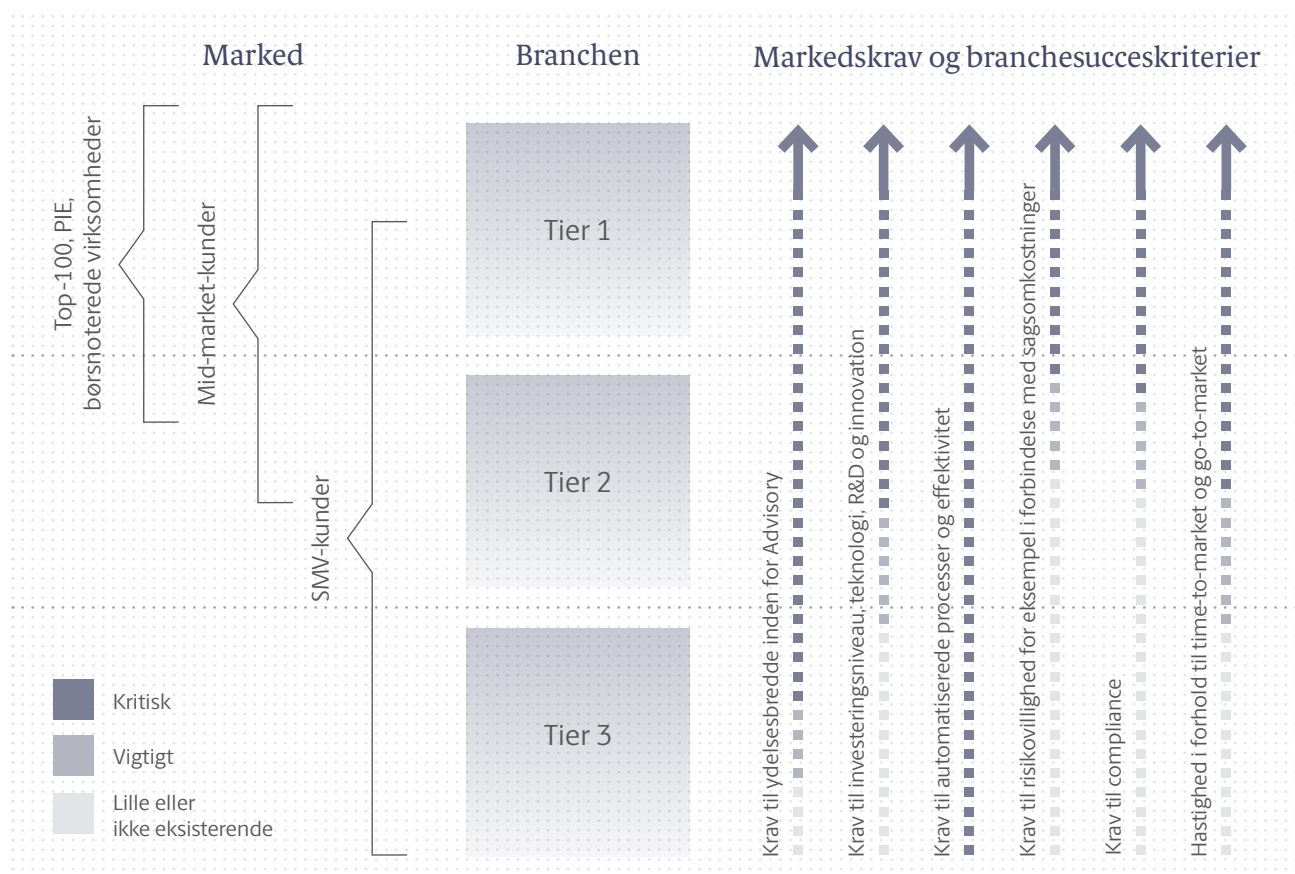 Marked
Branchen
Markedskrav og branchesucceskriterier
Top-100, PIE,
børsnoterede virksomheder
Mid-market-kunder
SMV-kunder
Tier 1
Tier 2
Tier 3
Krav til ydelsesbredde inden for Advisory
Krav til investeringsniveau, teknologi, R&D og innovation
Krav til automatiserede processer og effektivitet
Krav til risikovillighed for eksempel i forbindelse med sagsomkostninger
Krav til compliance
Hastighed i forhold til time-to-market og go-to-market
Kritisk
Vigtigt
Lille eller
ikke eksisterende